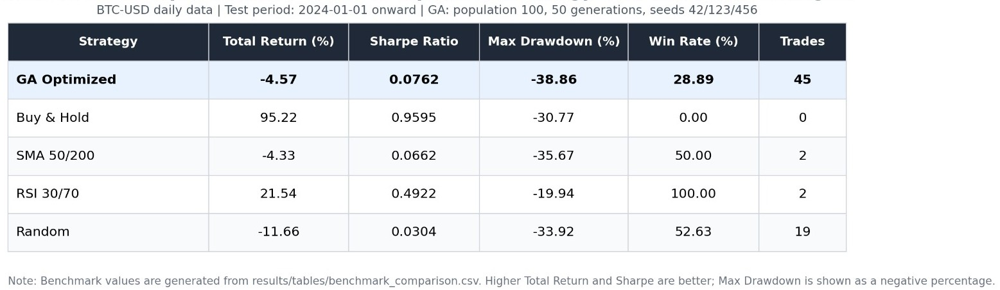 BTC-USD daily data | Test period: 2024-01-01 onward | GA: population 100, 50 generations, seeds 42/123/456
Strategy Total Return (%) Sharpe Ratio Max Drawdown (%) Win Rate (%) Trades
GA Optimized -4.57 0.0762 -38.86 28.89 45
Buy & Hold 95.22 0.9595 -30.77 0.00 0
SMA 50/200 -4.33 0.0662 -35.67 50.00 2
RSI 30/70 21.54 0.4922 -19.94 100.00 2
Random -11.66 0.0304 -33.92 52.63 19
Note: Benchmark values are generated from results/tables/benchmark_comparison.csv. Higher Total Return and Sharpe are better; Max Drawdown is shown as a negative percentage.